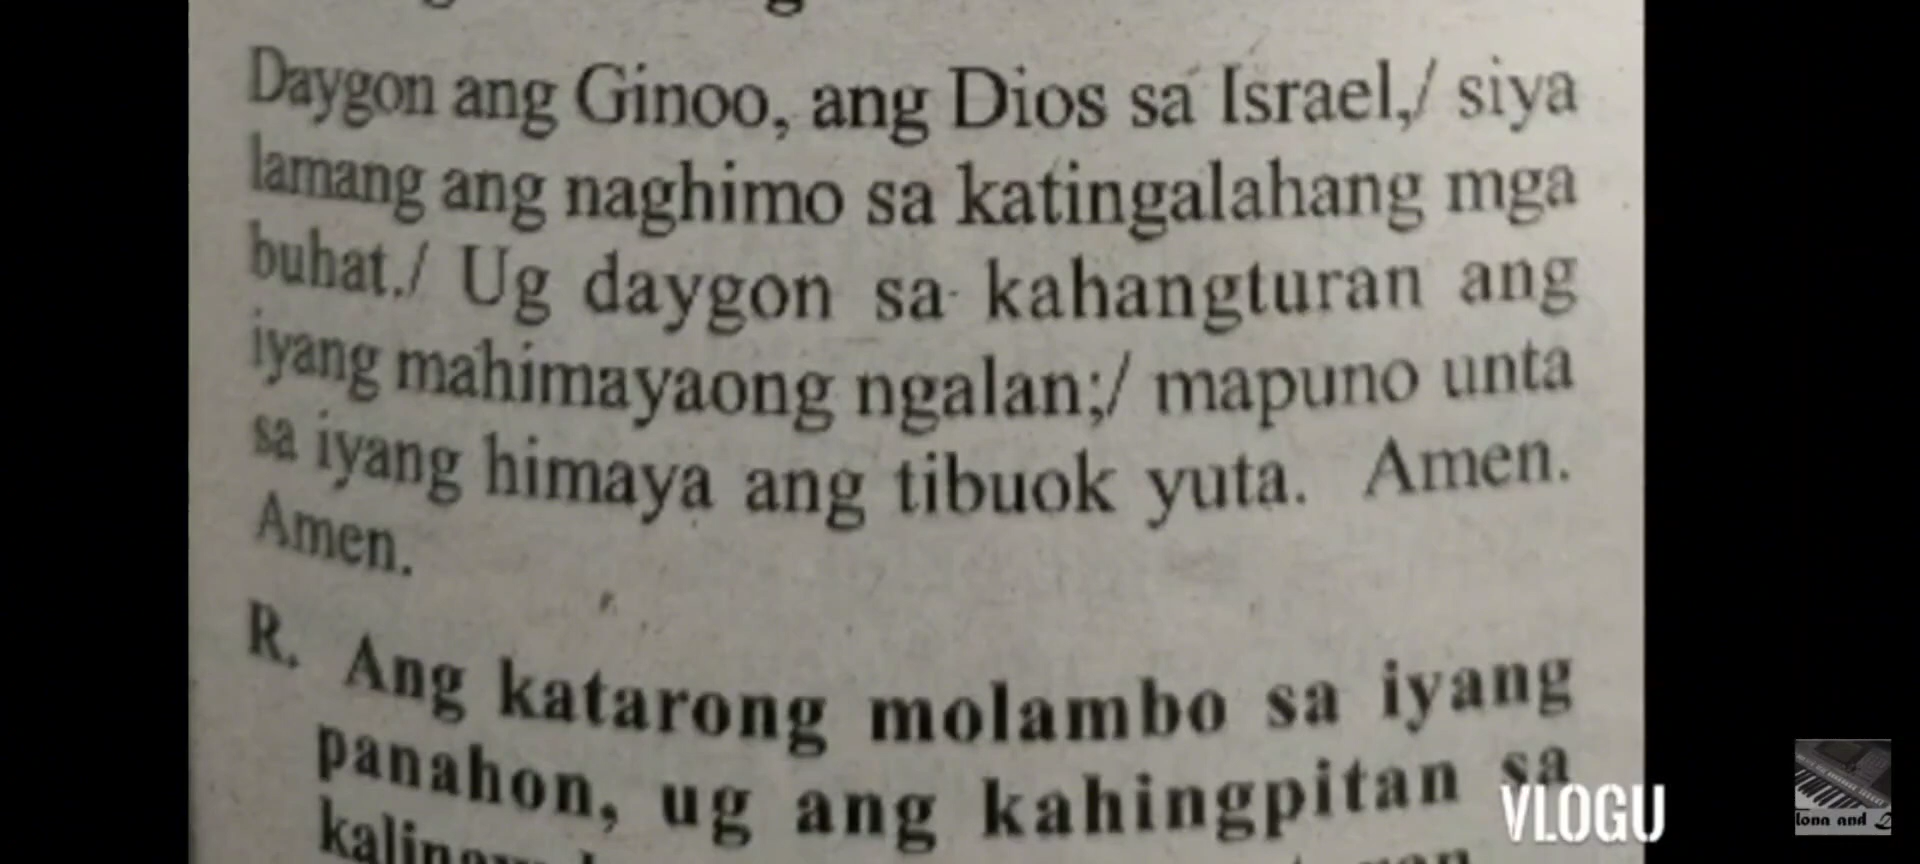 Daygon ang Ginoo, ang Dios sa Israel,/ siya
lamang ang naghimo sa katingalahang mga
buhat./ Ug daygon sa kahangturan ang
iyang mahimayaong ngalan;/ mapuno unta
sa iyang himaya ang tibuok yuta. Amen.
Amen.
R. Ang katarong molambo sa iyang
panahon, ug ang kahingpitan sa
VLOGU
and